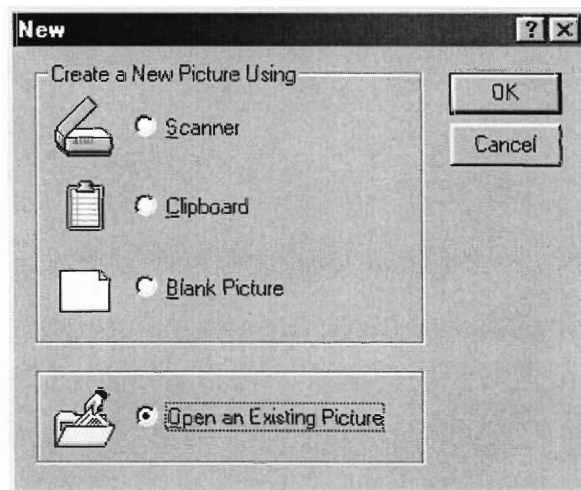 New
Create a New Picture Using
OK
Scanner
Cancel
Clipboard
Blank Picture
Open an Existing Picture